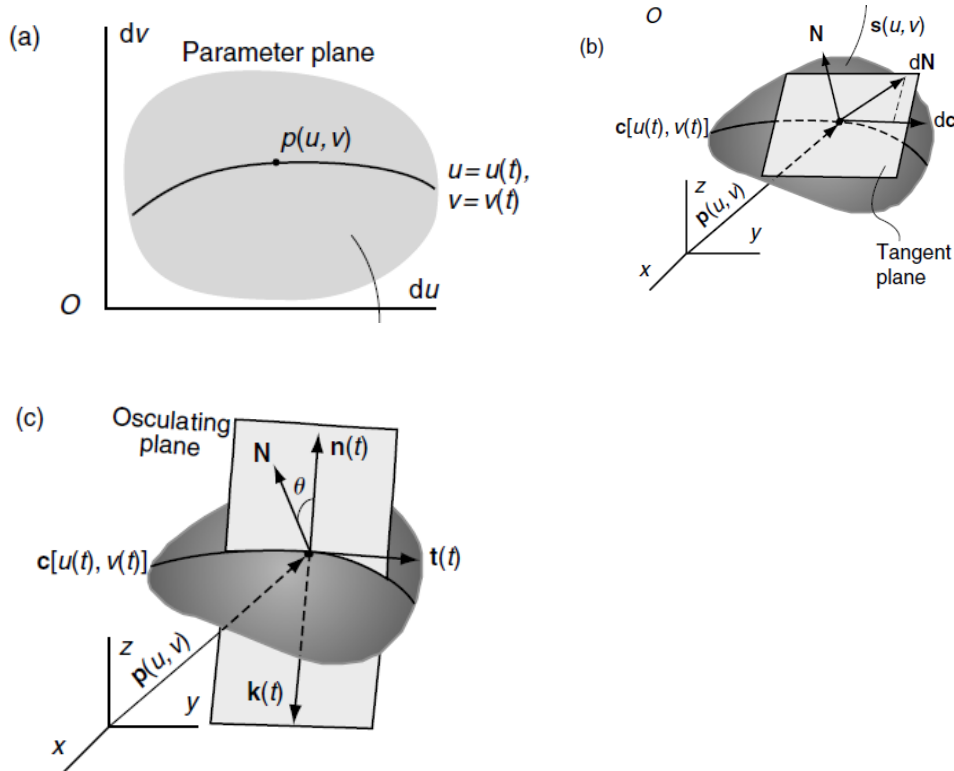 (a)
dv
Parameter plane
p(u, v)
u = u(t),
v = v(t)
O
du
O
(b)
N
s(u, v)
dN
c[u(t), v(t)]
dc
z
p(u, v)
y
x
Tangent
plane
(c)
Osculating
plane
N
n(t)
θ
c[u(t), v(t)]
t(t)
z
p(u, v)
k(t)
y
x